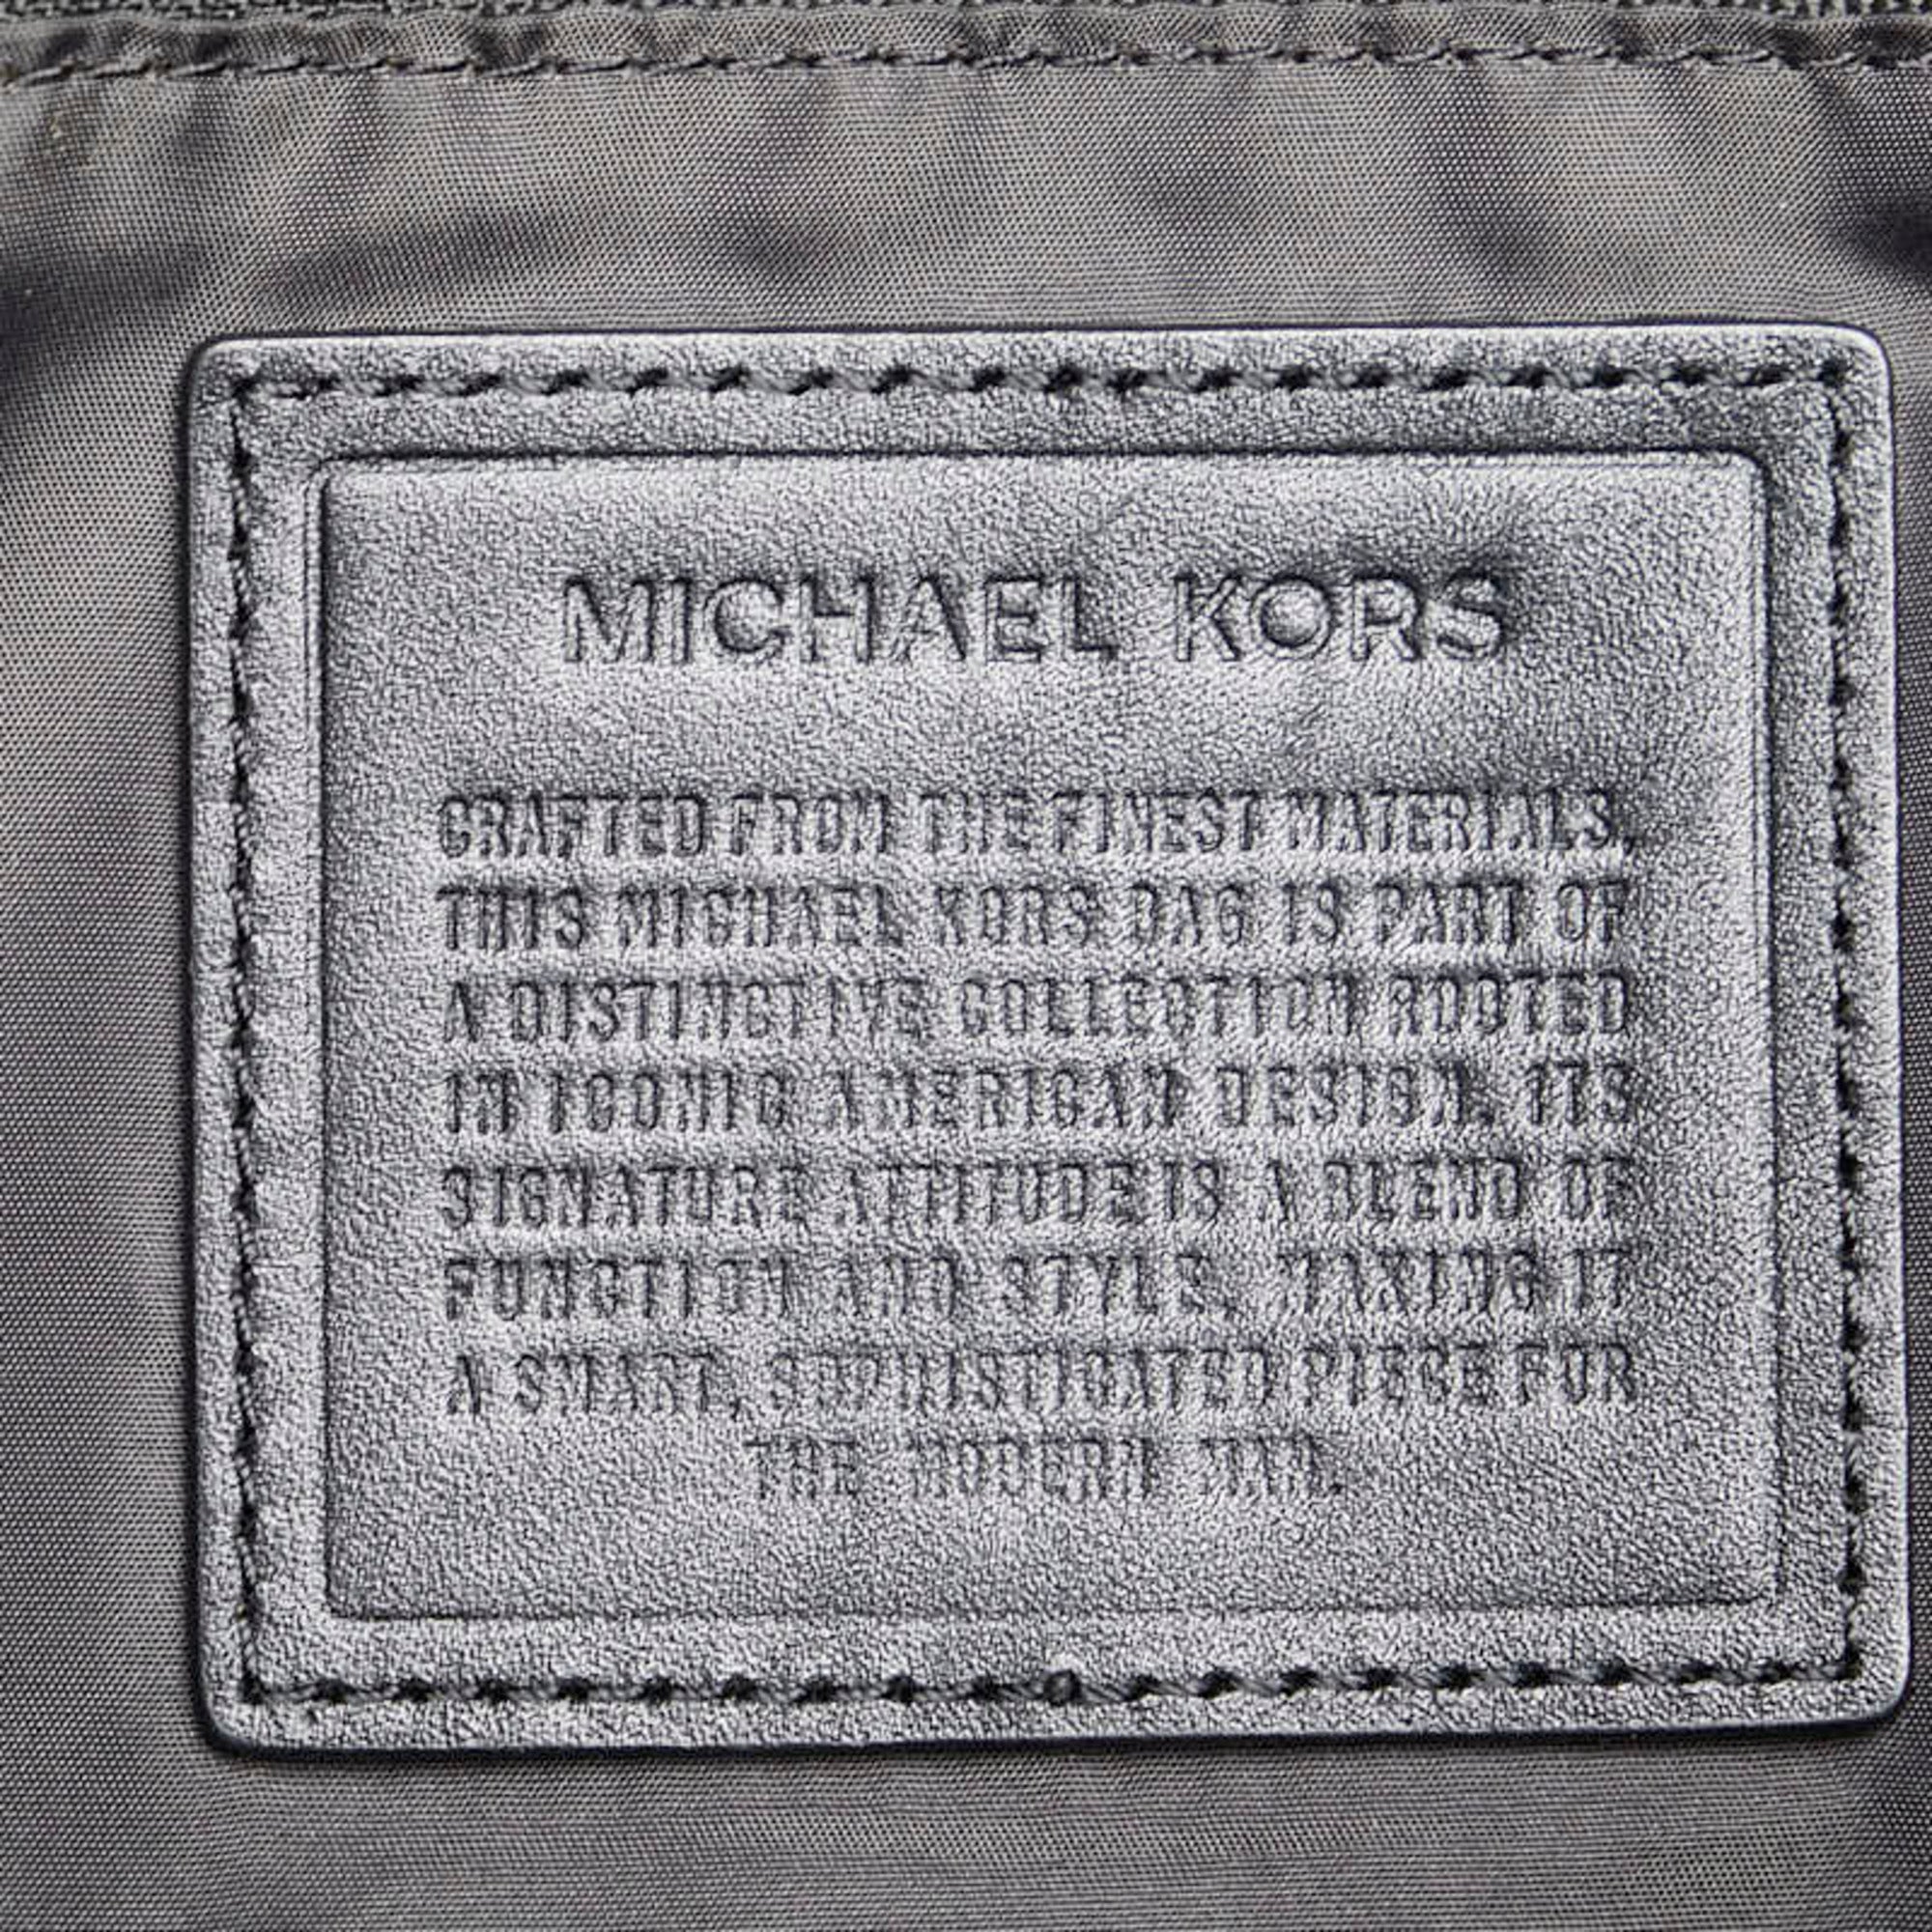 MICHAEL KORS
CRAFTED FROM THE FINEST MATERIALS,
THIS MICHAEL KORS BAG IS PART OF
A DISTINCTIVE COLLECTION ROOTED
IN ICONIC AMERICAN DESIGN. ITS
SIGNATURE ATTITUDE IS A BLEND OF
FUNCTION AND STYLE, MAKING IT
A SMART, SOPHISTICATED PIECE FOR
THE MODERN MAN.